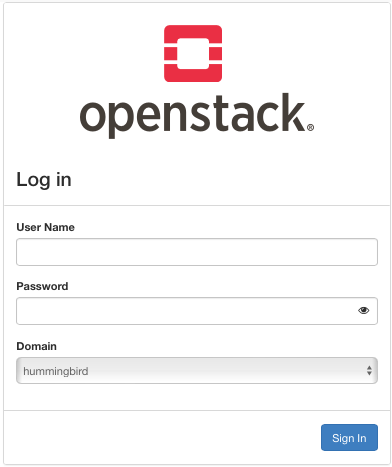 openstack®
Log in
User Name
Password
Domain
hummingbird
Sign In